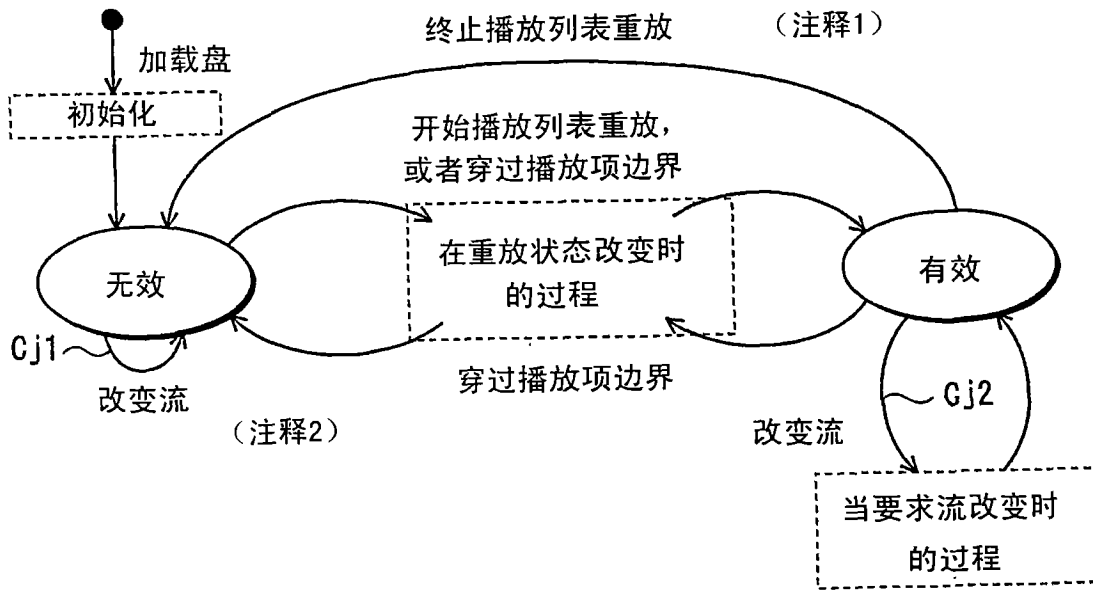 终止播放列表重放 （注释1）
加载盘
初始化
开始播放列表重放，
或者穿过播放项边界
在重放状态改变时
的过程
无效
有效
Cj1
改变流
（注释2）
穿过播放项边界
Cj2
改变流
当要求流改变时
的过程